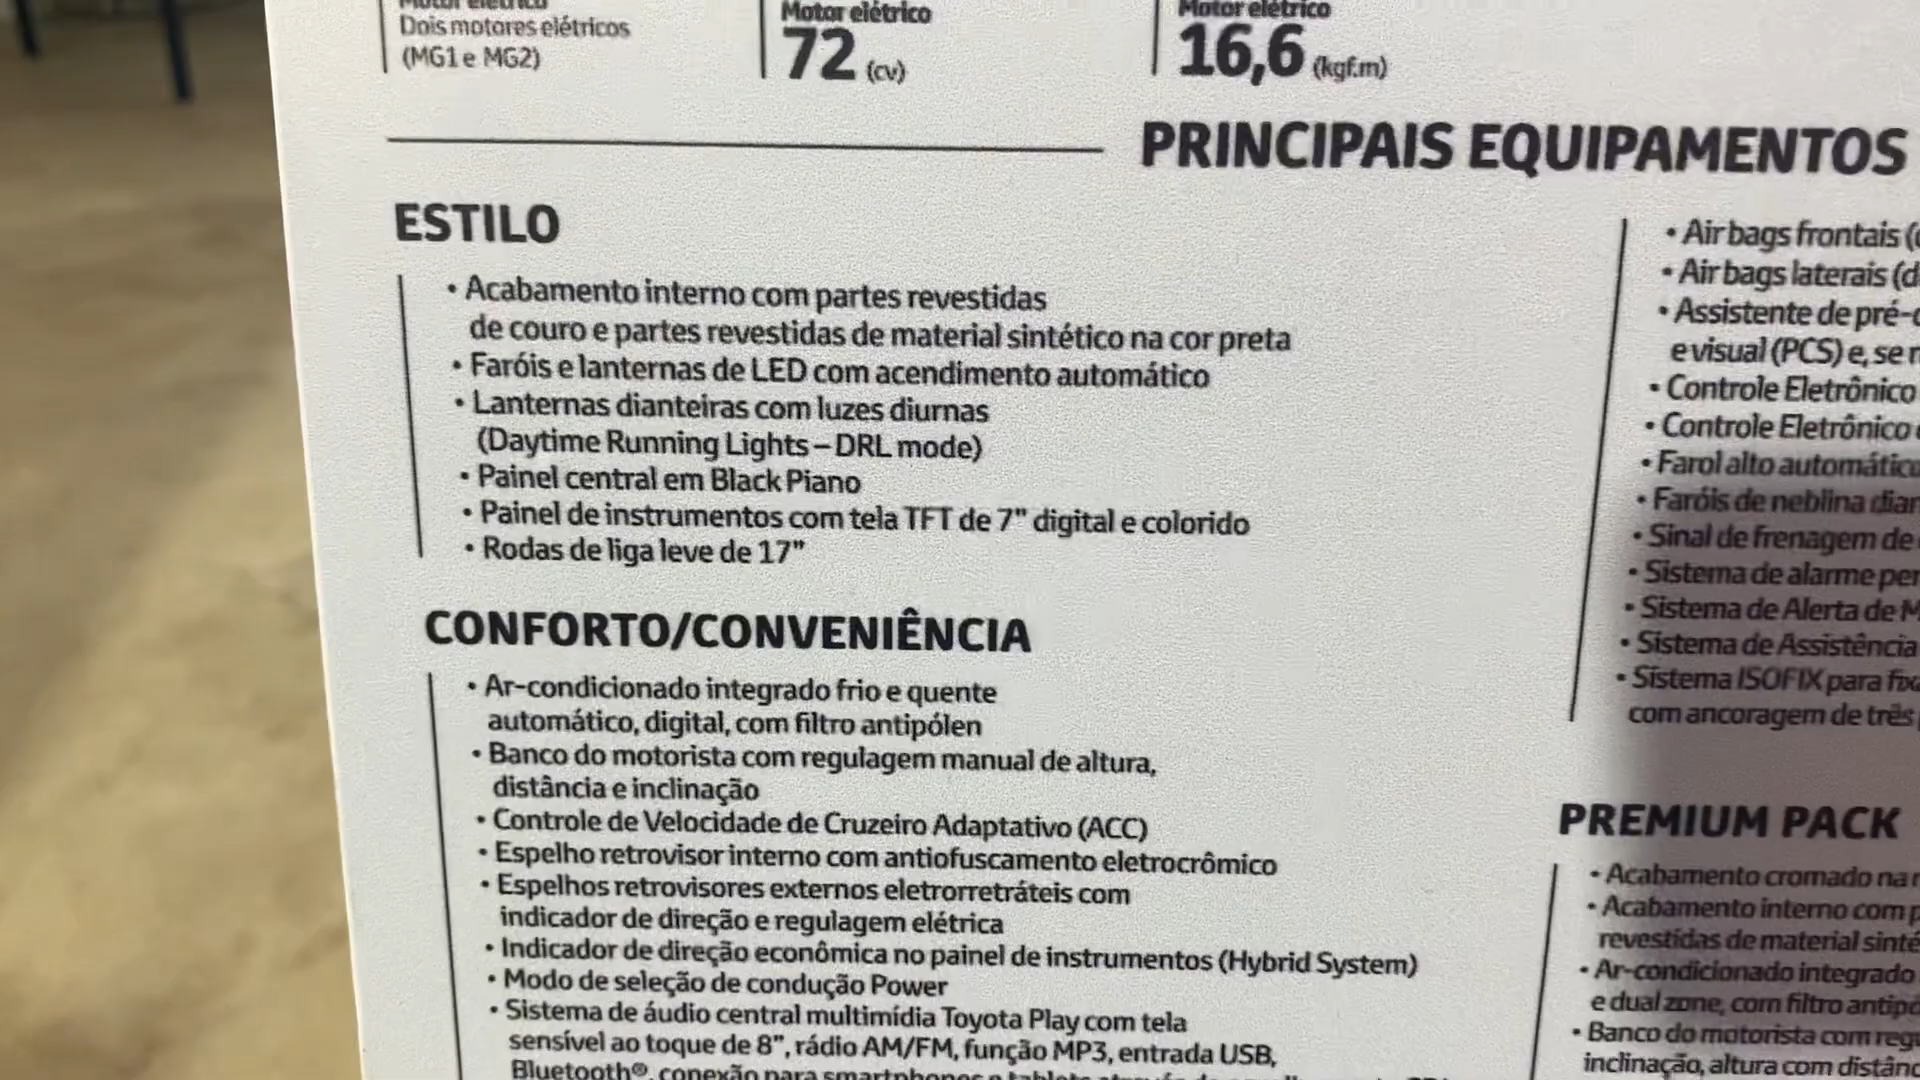 Motor elétrico
Dois motores elétricos
(MG1 e MG2)
Motor elétrico
72 (cv)
Motor elétrico
16,6 (kgf.m)
PRINCIPAIS EQUIPAMENTOS
ESTILO
• Acabamento interno com partes revestidas
de couro e partes revestidas de material sintético na cor preta
• Faróis e lanternas de LED com acendimento automático
• Lanternas dianteiras com luzes diurnas
(Daytime Running Lights – DRL mode)
• Painel central em Black Piano
• Painel de instrumentos com tela TFT de 7" digital e colorido
• Rodas de liga leve de 17"
CONFORTO/CONVENIÊNCIA
• Ar-condicionado integrado frio e quente
automático, digital, com filtro antipólen
• Banco do motorista com regulagem manual de altura,
distância e inclinação
• Controle de Velocidade de Cruzeiro Adaptativo (ACC)
• Espelho retrovisor interno com antiofuscamento eletrocrômico
• Espelhos retrovisores externos eletrorretráteis com
indicador de direção e regulagem elétrica
• Indicador de direção econômica no painel de instrumentos (Hybrid System)
• Modo de seleção de condução Power
• Sistema de áudio central multimídia Toyota Play com tela
sensível ao toque de 8", rádio AM/FM, função MP3, entrada USB,
Bluetooth®, conexão para smartphones e tablets através de
• Airbags frontais
• Airbags laterais
• Assistente de
e visual (PCS) e, se
• Controle Eletrônico
• Controle Eletrônico
• Farol alto
• Faróis de neblina
• Sinal de frenagem de
• Sistema de alarme
• Sistema de Alerta de
• Sistema de Assistência
• Sistema ISOFIX para
com ancoragem de três
PREMIUM PACK
• Acabamento cromado na
• Acabamento interno com
revestidas de material
• Ar-condicionado integrado
e dual zone, com filtro
• Banco do motorista com
inclinação, altura com